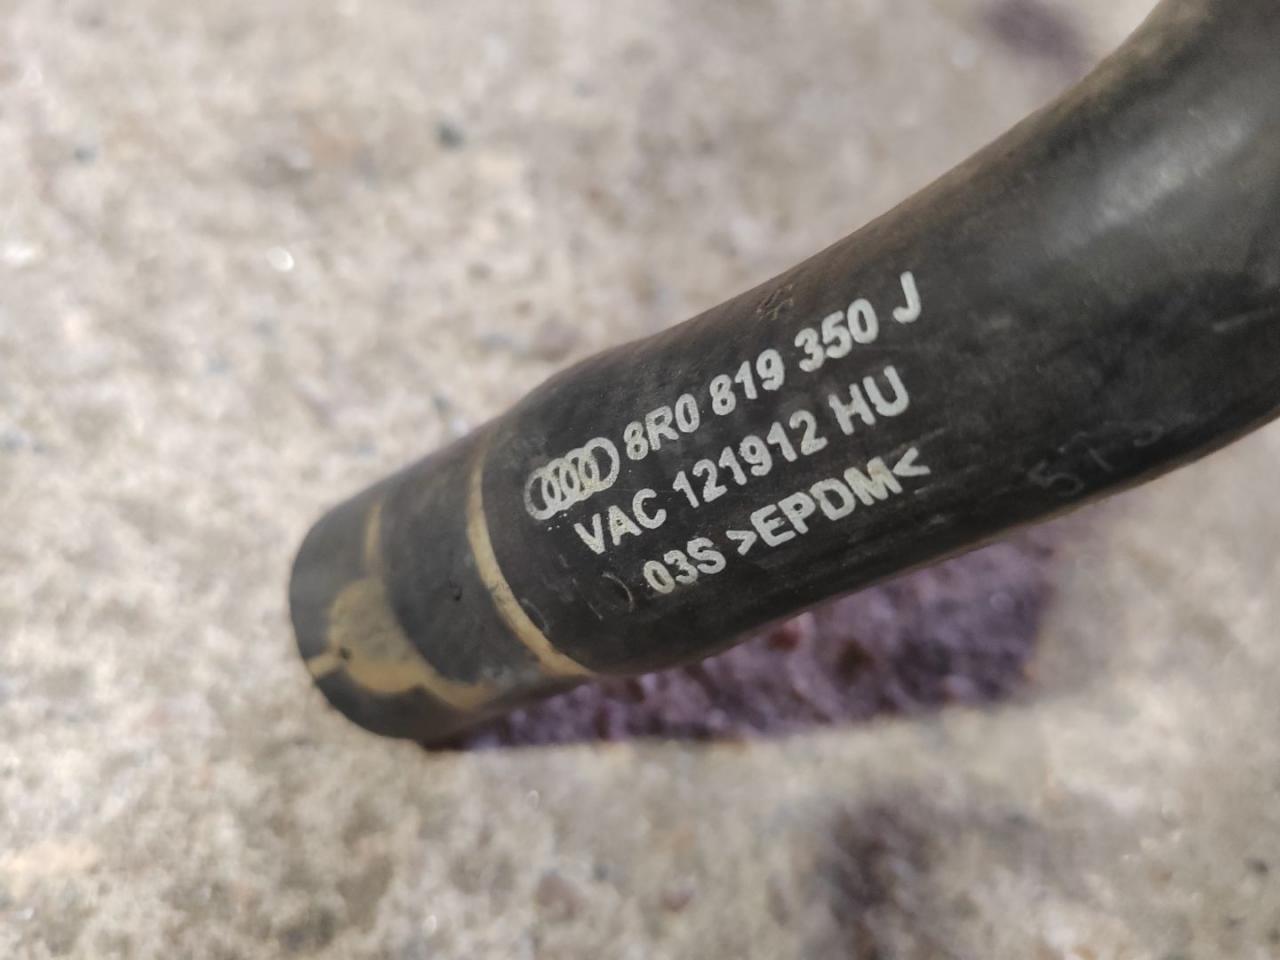 8R0 819 350 J
VAC 121912 HU
03S >EPDM<